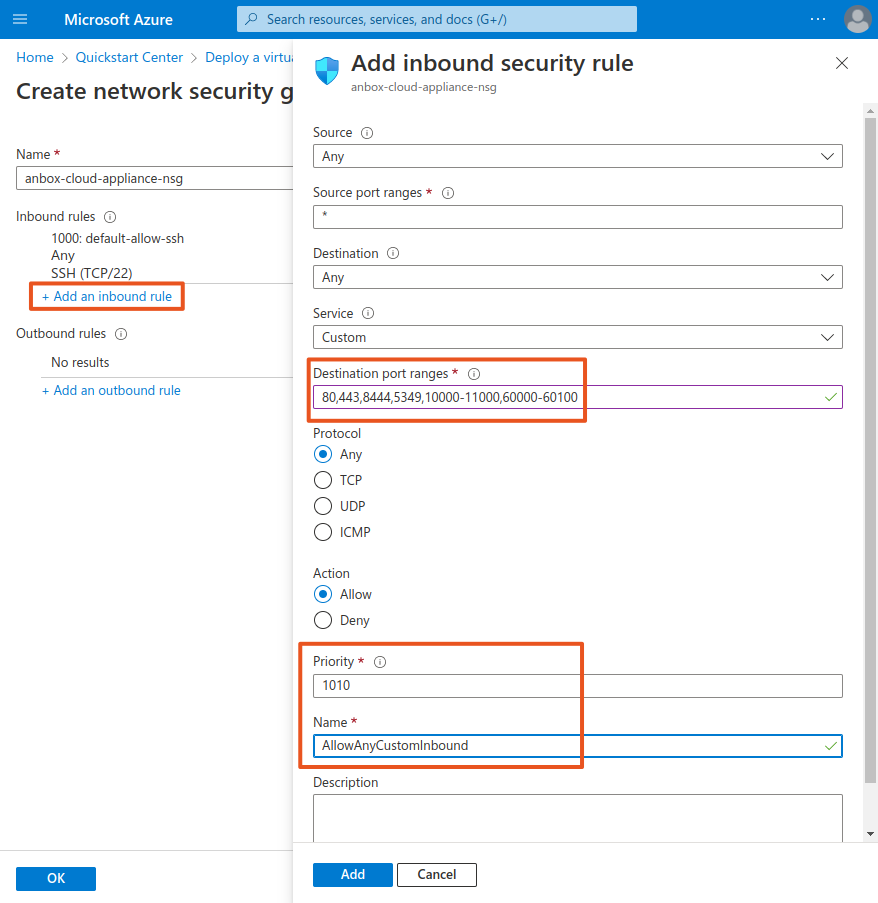 Microsoft Azure
Search resources, services, and docs (G+/)
Home > Quickstart Center > Deploy a virtua
Create network security g
Name *
anbox-cloud-appliance-nsg
Inbound rules
1000: default-allow-ssh
Any
SSH (TCP/22)
+ Add an inbound rule
Outbound rules
No results
+ Add an outbound rule
OK
Add inbound security rule
anbox-cloud-appliance-nsg
Source
Any
Source port ranges *
*
Destination
Any
Service
Custom
Destination port ranges *
80,443,8444,5349,10000-11000,60000-60100
Protocol
Any
TCP
UDP
ICMP
Action
Allow
Deny
Priority *
1010
Name *
AllowAnyCustomInbound
Description
Add
Cancel